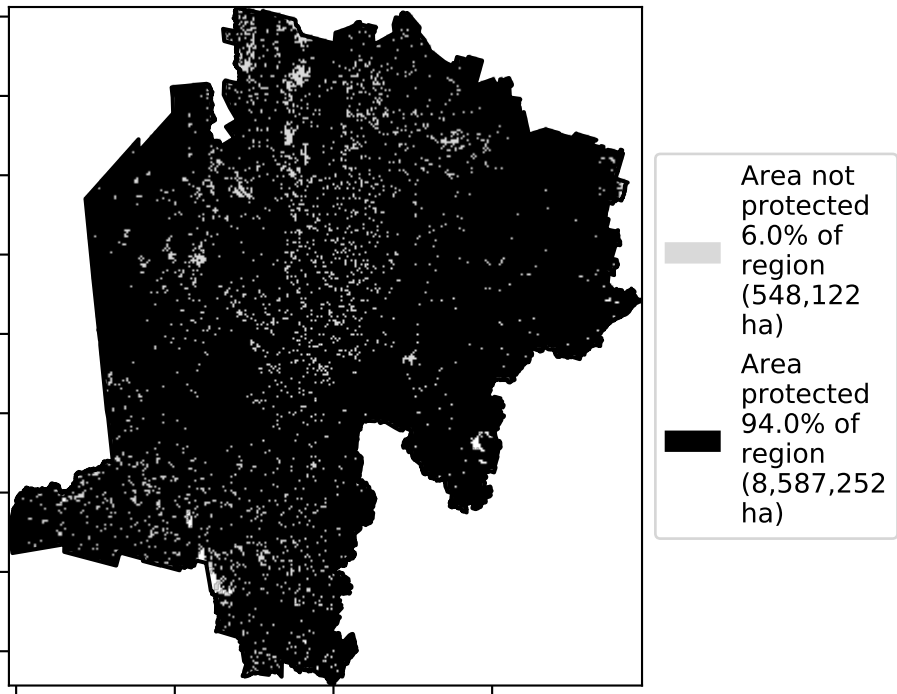 Area not
protected
6.0% of
region
(548,122
ha)
Area
protected
94.0% of
region
(8,587,252
ha)